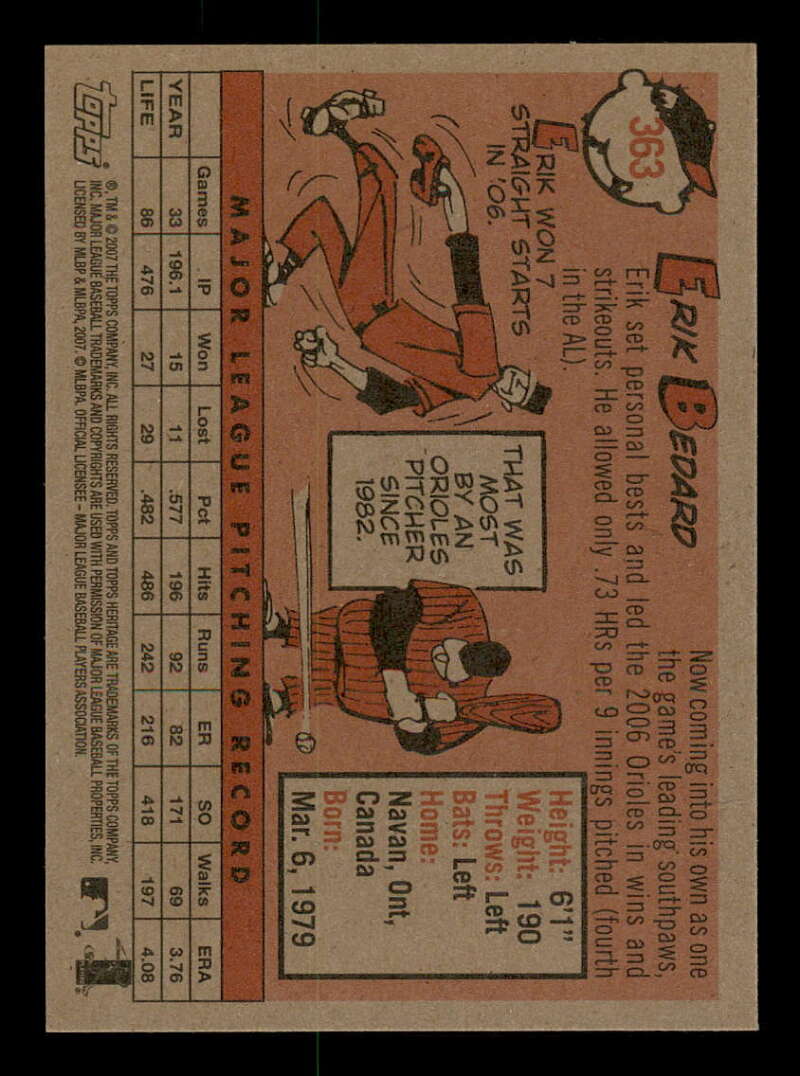 363
ERIK BEDARD
Now coming into his own as one
the game's leading southpaws,
Erik set personal bests and led the 2006 Orioles in wins and
strikeouts. He allowed only .73 HRs per 9 innings pitched (fourth
in the AL).
ERIK WON 7
STRAIGHT STARTS
IN '06.
THAT WAS
MOST
BY AN
ORIOLES
PITCHER
SINCE
1982.
Height: 6'1"
Weight: 190
Throws: Left
Bats: Left
Home:
Navan, Ont,
Canada
Born:
Mar. 6, 1979
MAJOR LEAGUE PITCHING RECORD
Games IP Won Lost Pct Hits Runs ER SO Walks ERA
YEAR 33 196.1 15 11 .577 196 92 82 171 69 3.76
LIFE 86 476 27 29 .482 486 242 216 418 197 4.08
topps®
®, TM & © 2007 THE TOPPS COMPANY, INC. ALL RIGHTS RESERVED. TOPPS AND TOPPS HERITAGE ARE TRADEMARKS OF THE TOPPS COMPANY,
INC. MAJOR LEAGUE BASEBALL TRADEMARKS AND COPYRIGHTS ARE USED WITH PERMISSION OF MAJOR LEAGUE BASEBALL PROPERTIES, INC.
LICENSED BY MLBP & MLBPA, 2007. © MLBPA. OFFICIAL LICENSEE – MAJOR LEAGUE BASEBALL PLAYERS ASSOCIATION.